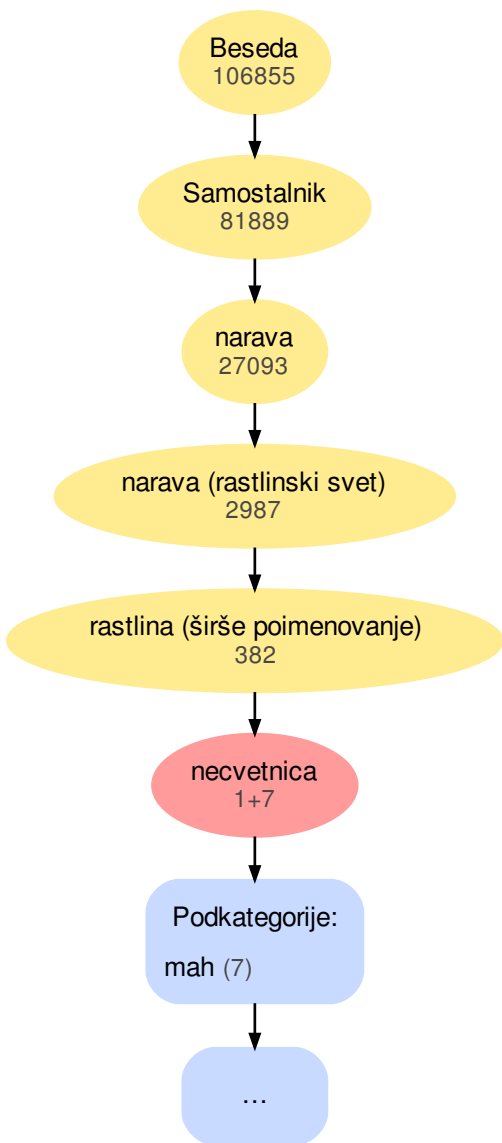 Beseda
106855
Samostalnik
81889
narava
27093
narava (rastlinski svet)
2987
rastlina (širše poimenovanje)
382
necvetnica
1+7
Podkategorije:
mah (7)
...